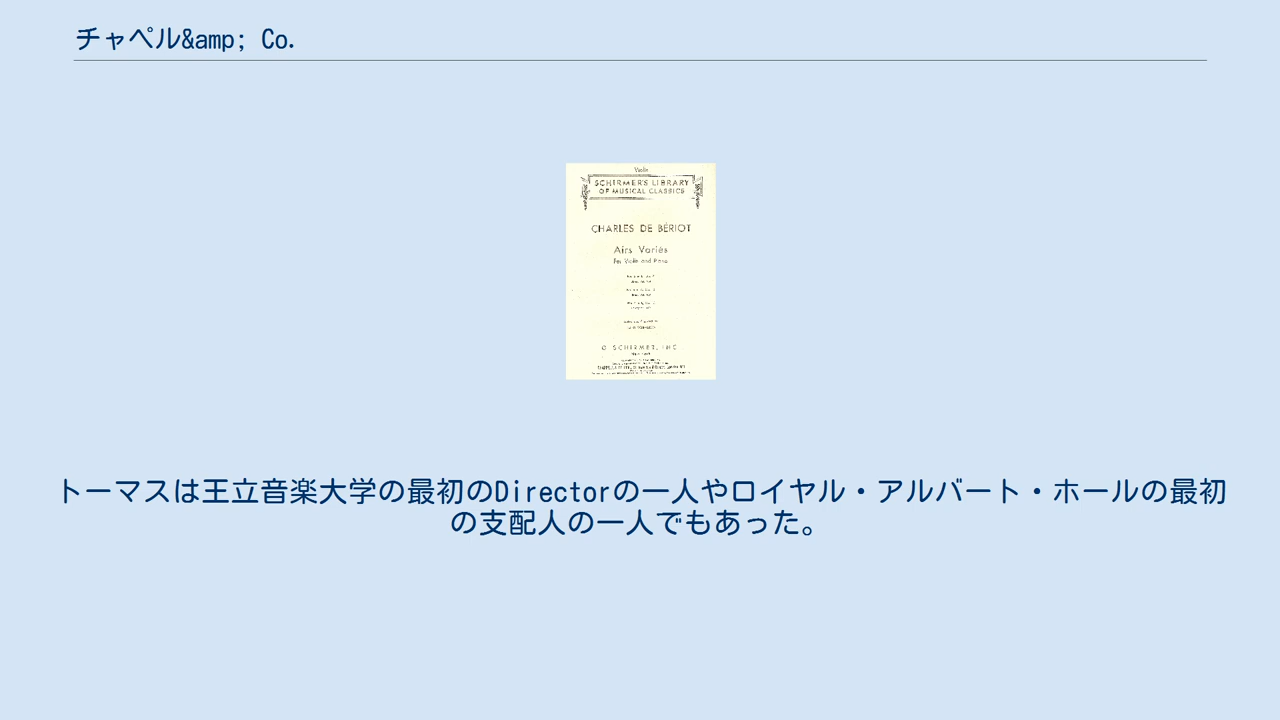 チャペル&amp; Co.
Violin
SCHIRMER'S LIBRARY
OF MUSICAL CLASSICS
CHARLES DE BÉRIOT
Airs Variés
For Violin and Piano
G. SCHIRMER, INC.
トーマスは王立音楽大学の最初のDirectorの一人やロイヤル・アルバート・ホールの最初
の支配人の一人でもあった。